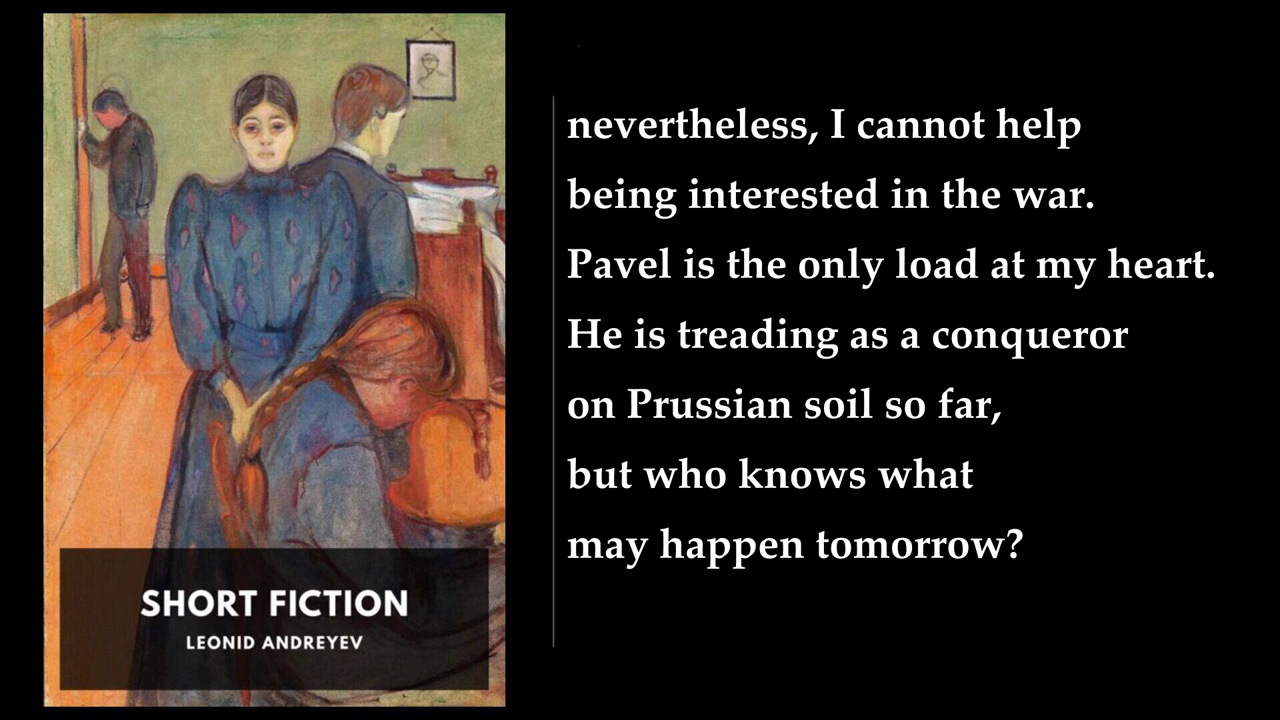 SHORT FICTION
LEONID ANDREYEV
nevertheless, I cannot help
being interested in the war.
Pavel is the only load at my heart.
He is treading as a conqueror
on Prussian soil so far,
but who knows what
may happen tomorrow?